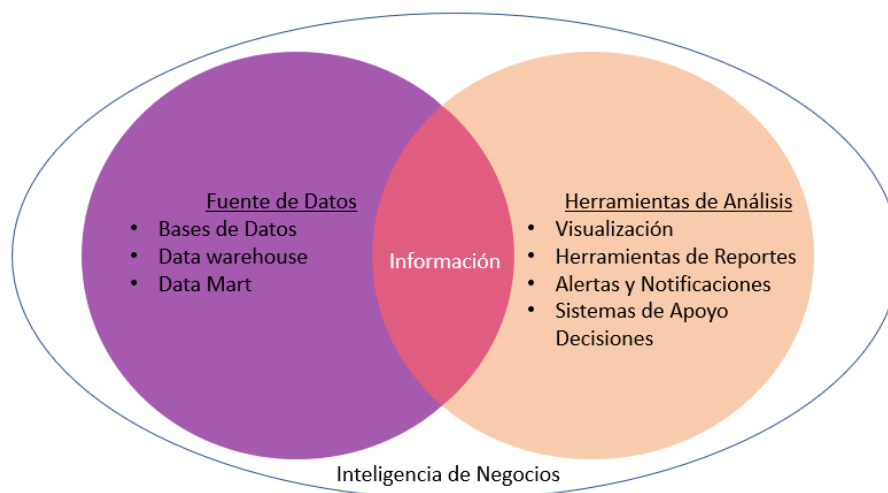 Fuente de Datos
• Bases de Datos
• Data warehouse
• Data Mart
Información
Herramientas de Análisis
• Visualización
• Herramientas de Reportes
• Alertas y Notificaciones
• Sistemas de Apoyo
Decisiones
Inteligencia de Negocios